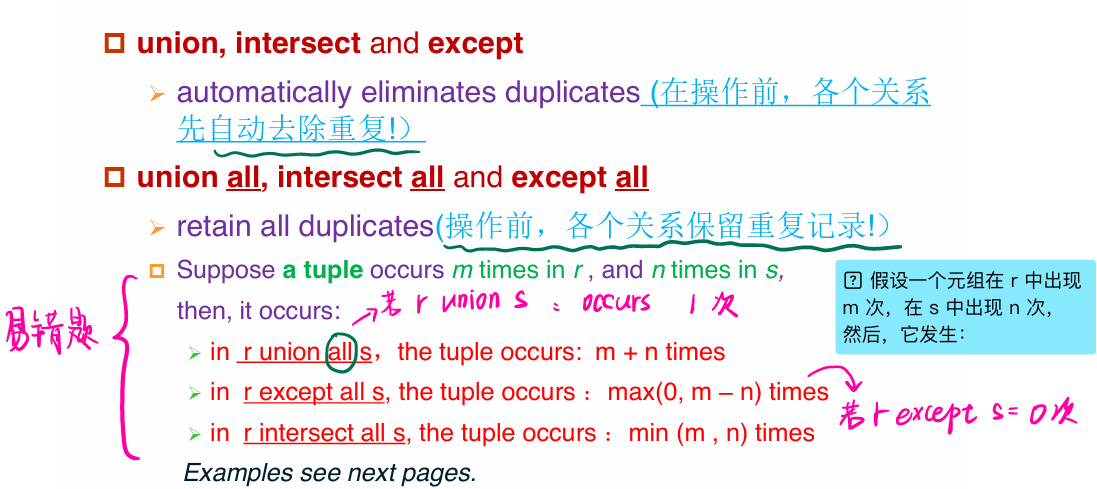 union, intersect and except
automatically eliminates duplicates (在操作前，各个关系
先自动去除重复!）
union all, intersect all and except all
retain all duplicates(操作前，各个关系保留重复记录!）
Suppose a tuple occurs m times in r , and n times in s,
then, it occurs:
若 r union s : occurs 1 次
易错题
in r union all s，the tuple occurs: m + n times
in r except all s, the tuple occurs： max(0, m – n) times
若 r except s = 0次
in r intersect all s, the tuple occurs： min (m , n) times
Examples see next pages.
假设一个元组在 r 中出现
m 次，在 s 中出现 n 次，
然后，它发生：